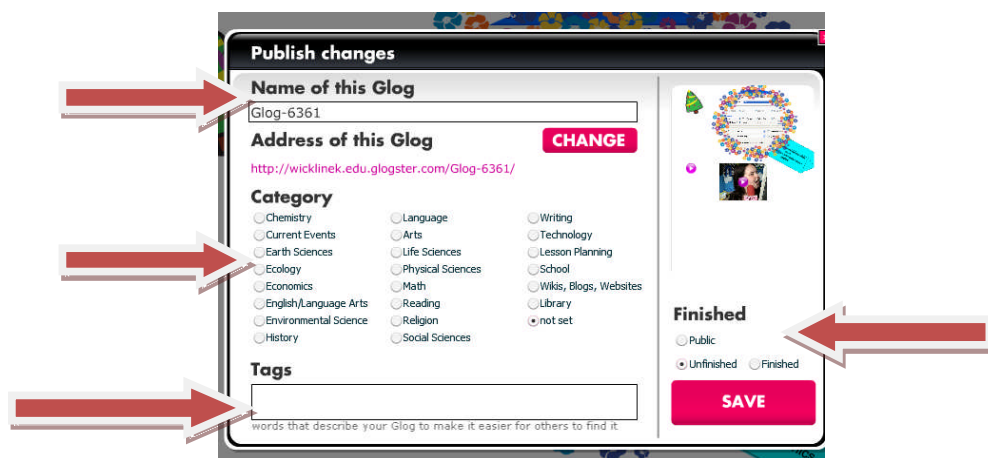 Publish changes
Name of this Glog
Glog-6361
Address of this Glog
CHANGE
http://wicklinek.edu.glogster.com/Glog-6361/
Category
Chemistry Language Writing
Current Events Arts Technology
Earth Sciences Life Sciences Lesson Planning
Ecology Physical Sciences School
Economics Math Wikis, Blogs, Websites
English/Language Arts Reading Library
Environmental Science Religion not set
History Social Sciences
Tags
words that describe your Glog to make it easier for others to find it
Finished
Public
Unfinished Finished
SAVE